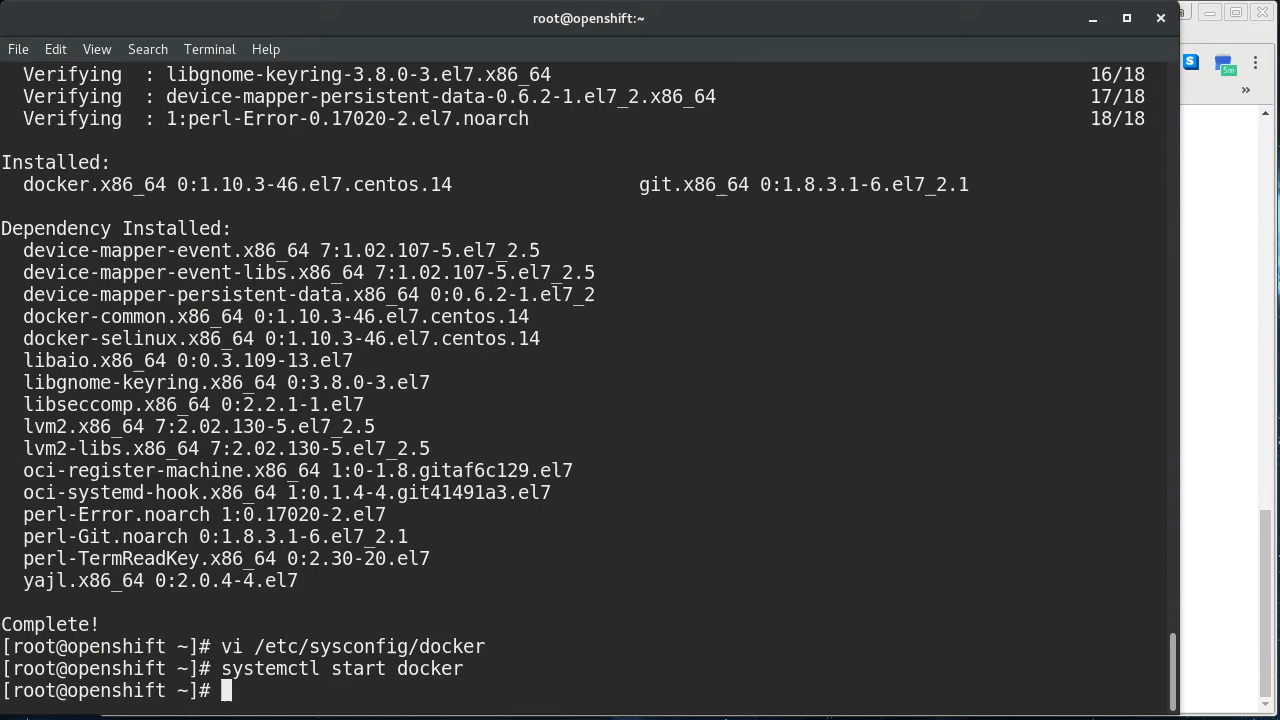 root@openshift:~
File Edit View Search Terminal Help
Verifying : libgnome-keyring-3.8.0-3.el7.x86_64 16/18
Verifying : device-mapper-persistent-data-0.6.2-1.el7_2.x86_64 17/18
Verifying : 1:perl-Error-0.17020-2.el7.noarch 18/18
Installed:
docker.x86_64 0:1.10.3-46.el7.centos.14 git.x86_64 0:1.8.3.1-6.el7_2.1
Dependency Installed:
device-mapper-event.x86_64 7:1.02.107-5.el7_2.5
device-mapper-event-libs.x86_64 7:1.02.107-5.el7_2.5
device-mapper-persistent-data.x86_64 0:0.6.2-1.el7_2
docker-common.x86_64 0:1.10.3-46.el7.centos.14
docker-selinux.x86_64 0:1.10.3-46.el7.centos.14
libaio.x86_64 0:0.3.109-13.el7
libgnome-keyring.x86_64 0:3.8.0-3.el7
libseccomp.x86_64 0:2.2.1-1.el7
lvm2.x86_64 7:2.02.130-5.el7_2.5
lvm2-libs.x86_64 7:2.02.130-5.el7_2.5
oci-register-machine.x86_64 1:0-1.8.gitaf6c129.el7
oci-systemd-hook.x86_64 1:0.1.4-4.git41491a3.el7
perl-Error.noarch 1:0.17020-2.el7
perl-Git.noarch 0:1.8.3.1-6.el7_2.1
perl-TermReadKey.x86_64 0:2.30-20.el7
yajl.x86_64 0:2.0.4-4.el7
Complete!
[root@openshift ~]# vi /etc/sysconfig/docker
[root@openshift ~]# systemctl start docker
[root@openshift ~]#
S
5m
»